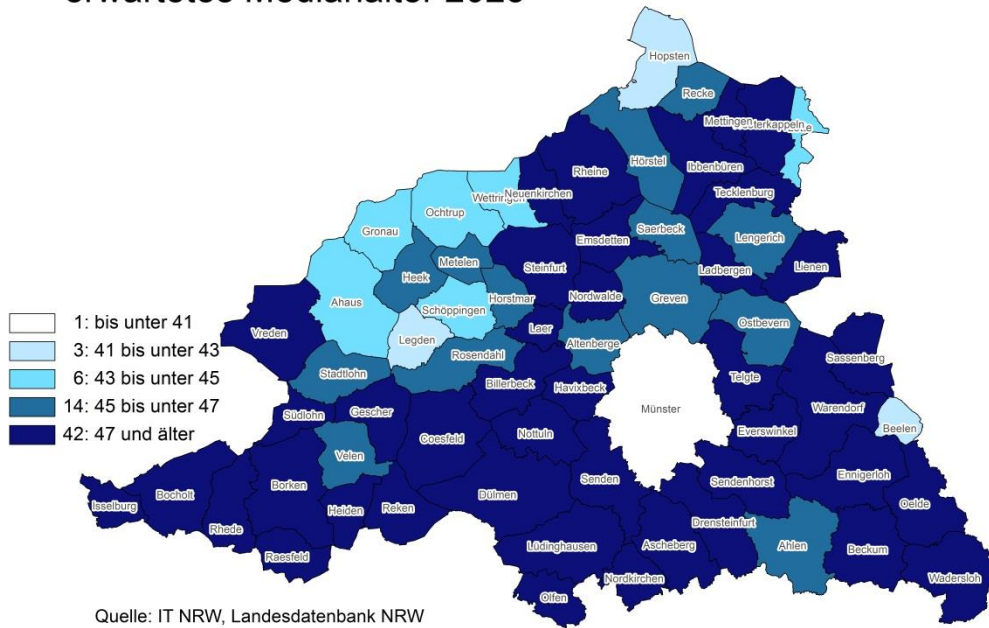 Hopsten
Recke
Mettingen
Hörstel
Ibbenbüren
Rheine
Tecklenburg
Wettringen
Neuenkirchen
Ochtrup
Gronau
Saerbeck
Lengerich
Emsdetten
Metelen
Steinfurt
Ladbergen
Lienen
Heek
Ahaus
Schöppingen
Horstmar
Nordwalde
Greven
Ostbevern
Vreden
Laer
Legden
Altenberge
Rosendahl
Sassenberg
Stadtlohn
Billerbeck
Havixbeck
Telgte
Münster
Warendorf
Südlohn
Gescher
Everswinkel
Beelen
Coesfeld
Nottuln
Velen
Ennigerloh
Senden
Sendenhorst
Borken
Bocholt
Dülmen
Isselburg
Heiden
Reken
Oelde
Rhede
Drensteinfurt
Raesfeld
Lüdinghausen
Ascheberg
Ahlen
Beckum
Nordkirchen
Wadersloh
Olfen
1: bis unter 41
3: 41 bis unter 43
6: 43 bis unter 45
14: 45 bis unter 47
42: 47 und älter
Quelle: IT NRW, Landesdatenbank NRW